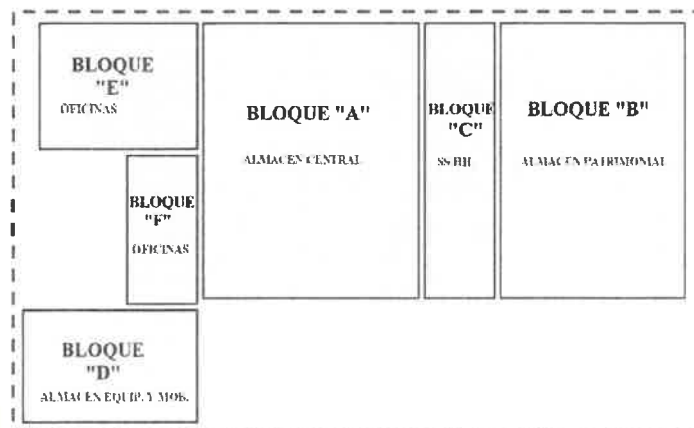 BLOQUE
"E"
OFICINAS
BLOQUE "A"
ALMACEN CENTRAL
BLOQUE
"C"
SS-HH
BLOQUE "B"
ALMACEN PATRIMONIAL
BLOQUE
"F"
OFICINAS
BLOQUE
"D"
ALMACEN EQUIP. Y MOB.